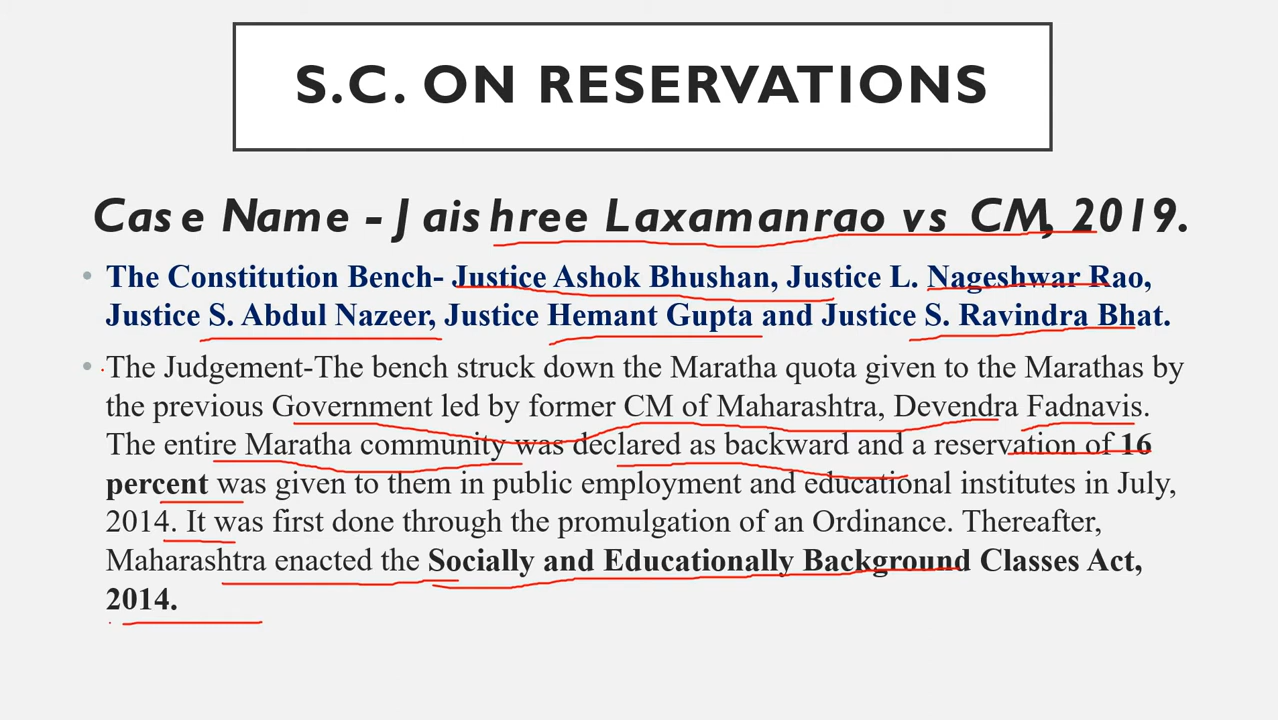 S.C. ON RESERVATIONS
Case Name - Jaishree Laxamanrao vs CM, 2019.
• The Constitution Bench- Justice Ashok Bhushan, Justice L. Nageshwar Rao,
Justice S. Abdul Nazeer, Justice Hemant Gupta and Justice S. Ravindra Bhat.
• The Judgement-The bench struck down the Maratha quota given to the Marathas by
the previous Government led by former CM of Maharashtra, Devendra Fadnavis.
The entire Maratha community was declared as backward and a reservation of 16
percent was given to them in public employment and educational institutes in July,
2014. It was first done through the promulgation of an Ordinance. Thereafter,
Maharashtra enacted the Socially and Educationally Background Classes Act,
2014.